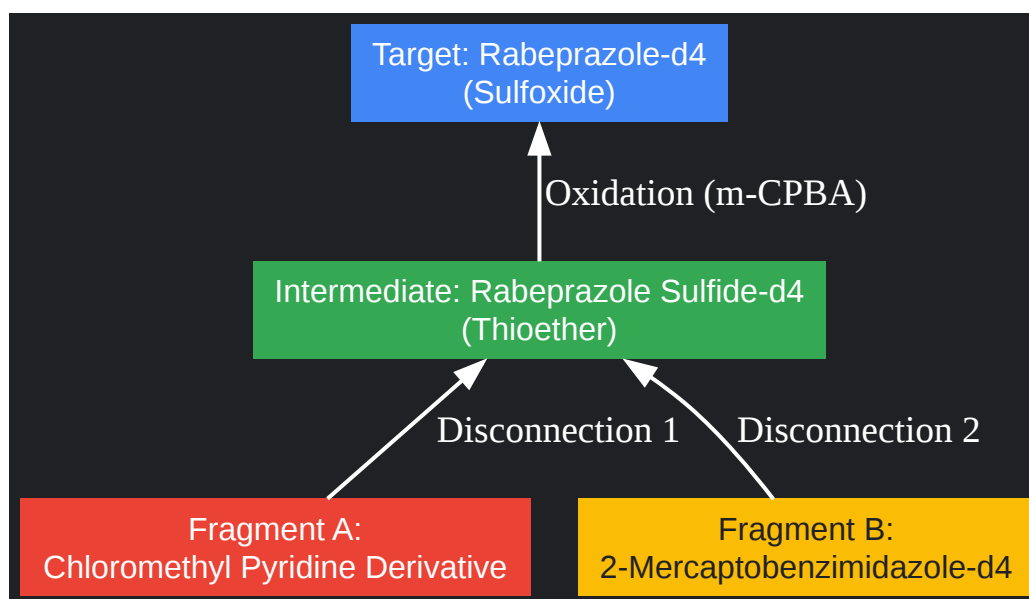 Target: Rabeprazole-d4
(Sulfoxide)
Oxidation (m-CPBA)
Intermediate: Rabeprazole Sulfide-d4
(Thioether)
Disconnection 1
Disconnection 2
Fragment A:
Chloromethyl Pyridine Derivative
Fragment B:
2-Mercaptobenzimidazole-d4